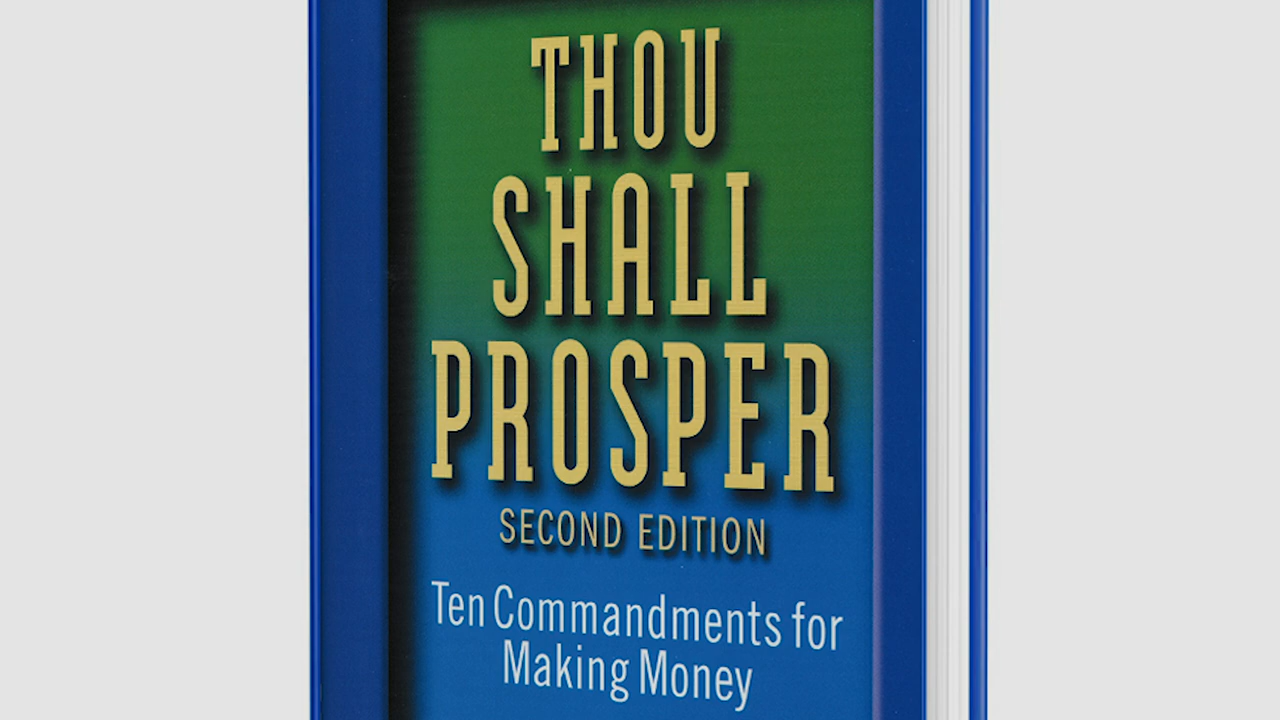 THOU
SHALL
PROSPER
SECOND EDITION
Ten Commandments for
Making Money